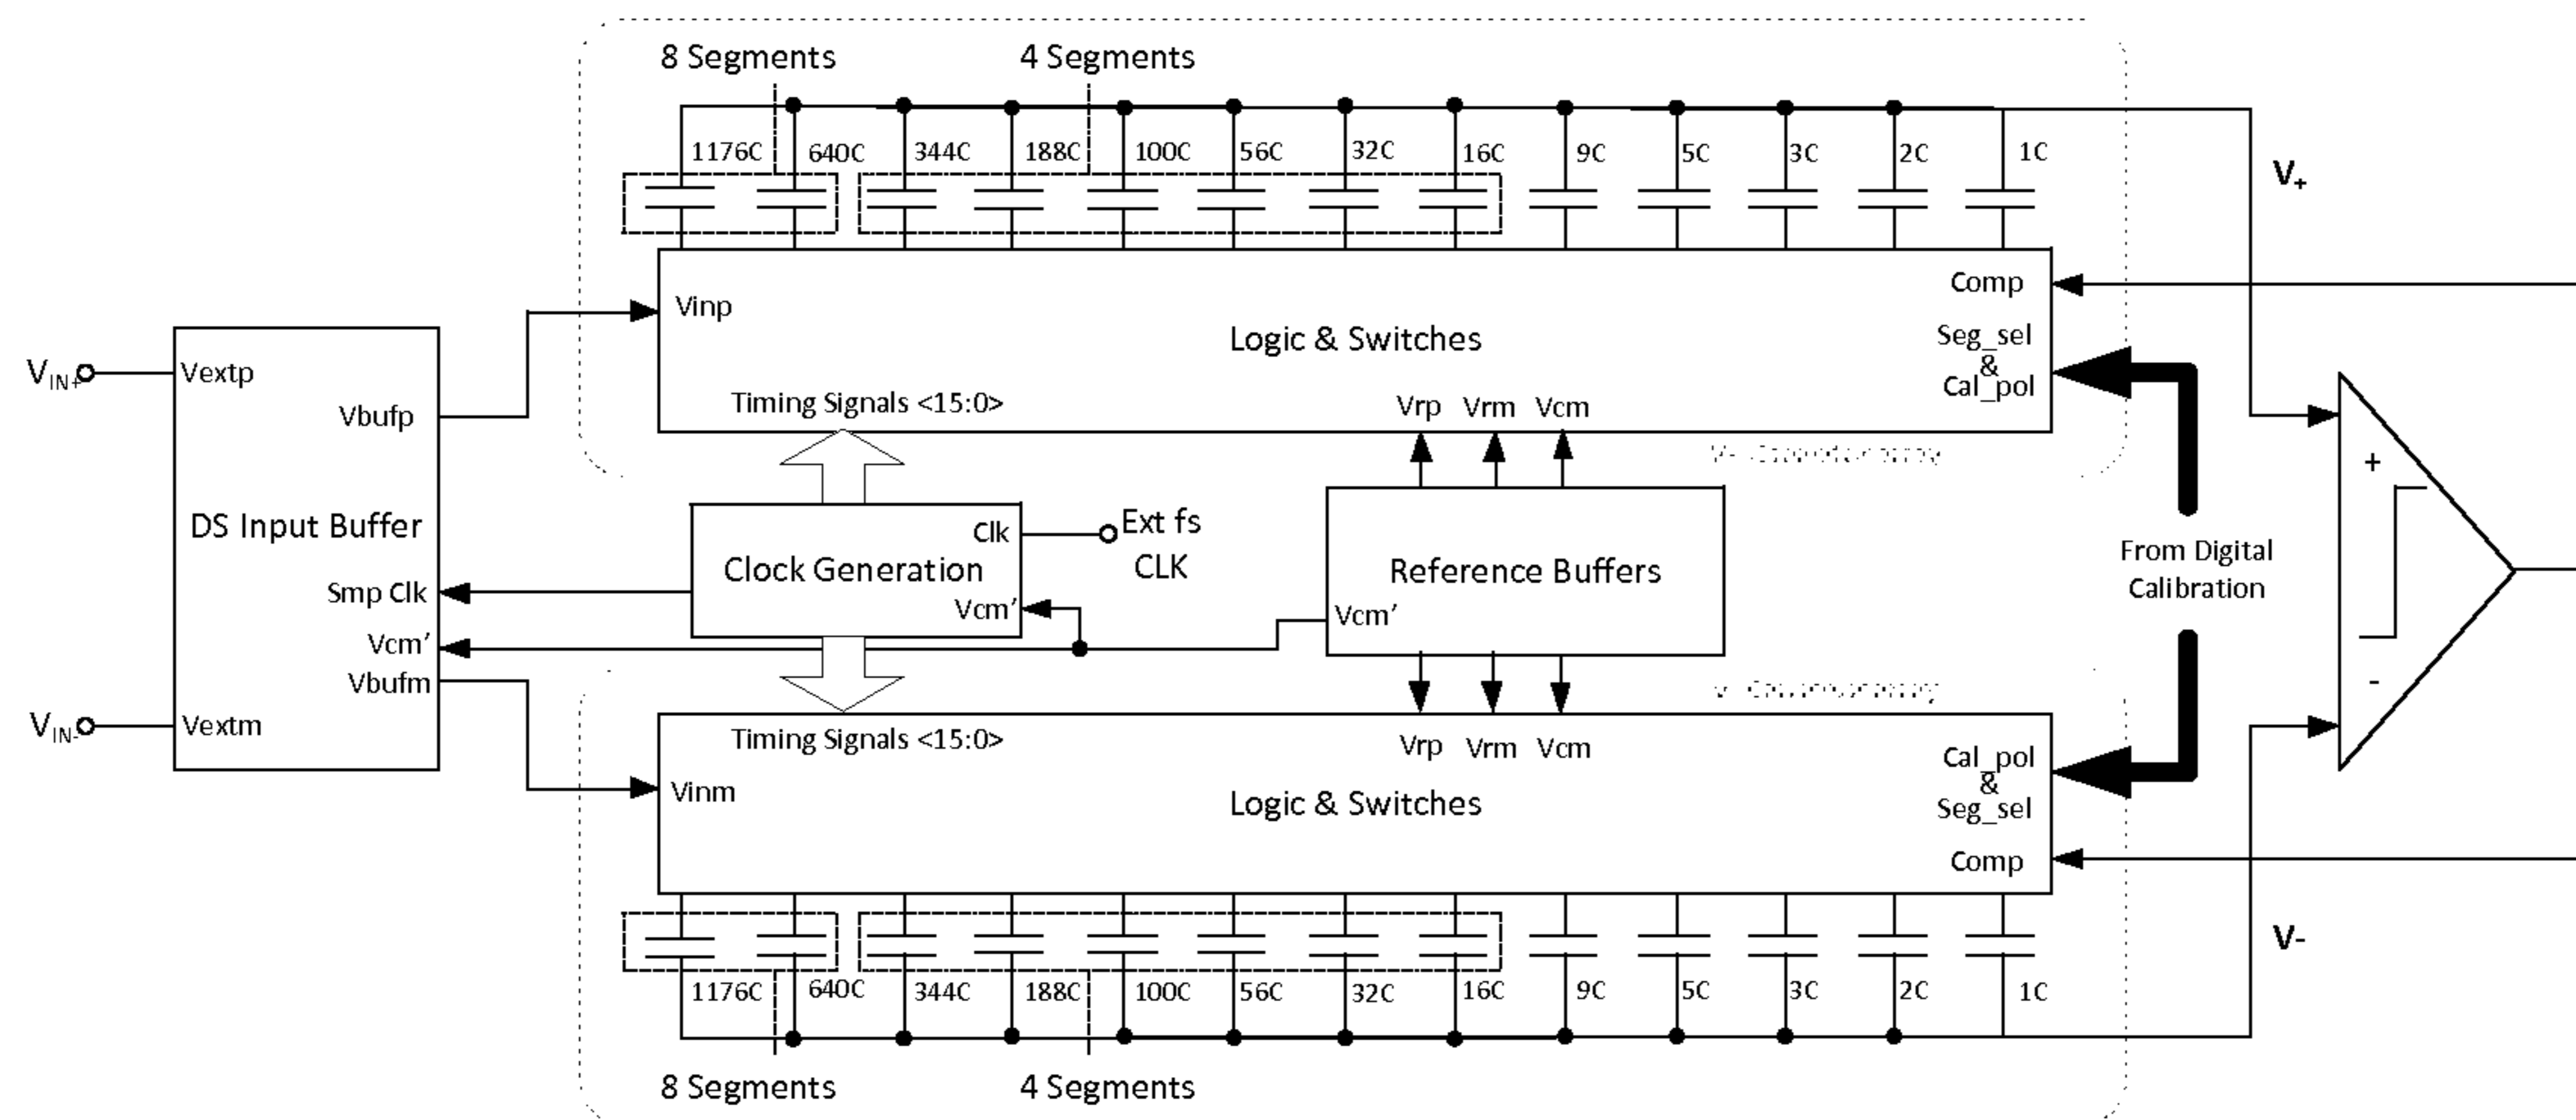 8 Segments
4 Segments
1176C
640C
344C
188C
100C
56C
32C
16C
9C
5C
3C
2C
1C
V+
Vinp
Logic & Switches
Comp
Seg_sel
&
Cal_pol
Timing Signals <15:0>
Vrp
Vrm
Vcm
VIN+
Vextp
Vbufp
DS Input Buffer
Smp Clk
Vcm'
Vbufm
VIN-
Vextm
Clk
Clock Generation
Vcm'
Ext fs
CLK
Reference Buffers
Vcm'
From Digital
Calibration
+
-
Timing Signals <15:0>
Vrp
Vrm
Vcm
Vinm
Logic & Switches
Cal_pol
&
Seg_sel
Comp
V-
1176C
640C
344C
188C
100C
56C
32C
16C
9C
5C
3C
2C
1C
8 Segments
4 Segments